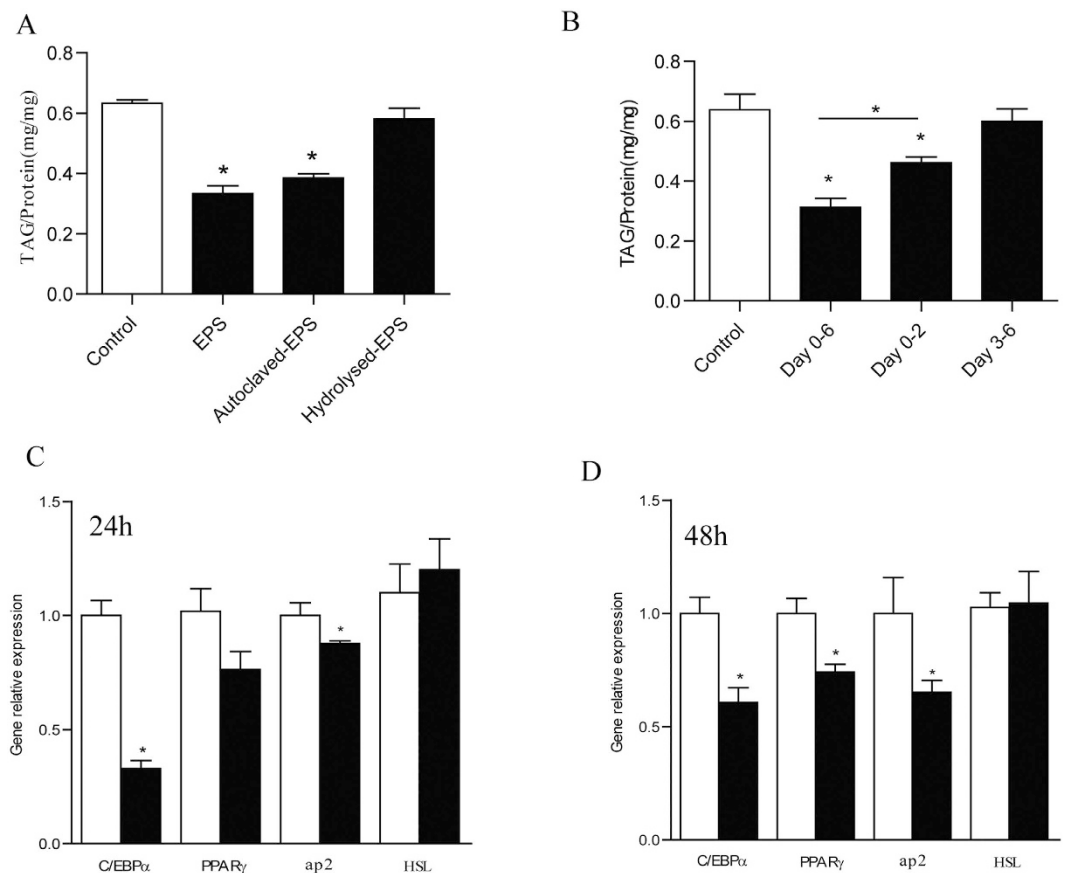 A
TAG/Protein(mg/mg)
0.8
0.6
0.4
0.2
0.0
*
*
Control
EPS
Autoclaved-EPS
Hydrolysed-EPS
B
TAG/Protein(mg/mg)
0.8
0.6
0.4
0.2
0.0
*
*
*
Control
Day 0-6
Day 0-2
Day 3-6
C
24h
Gene relative expression
1.5
1.0
0.5
0.0
*
*
C/EBPα PPARγ ap2 HSL
D
48h
Gene relative expression
1.5
1.0
0.5
0.0
*
*
*
C/EBPα PPARγ ap2 HSL